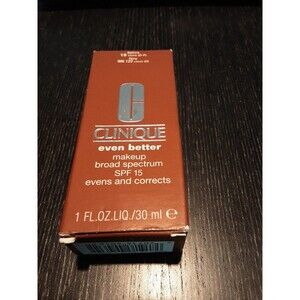 CLINIQUE
even better
makeup
broad spectrum
SPF 15
evens and corrects
1 FL.OZ.LIQ./30 ml e